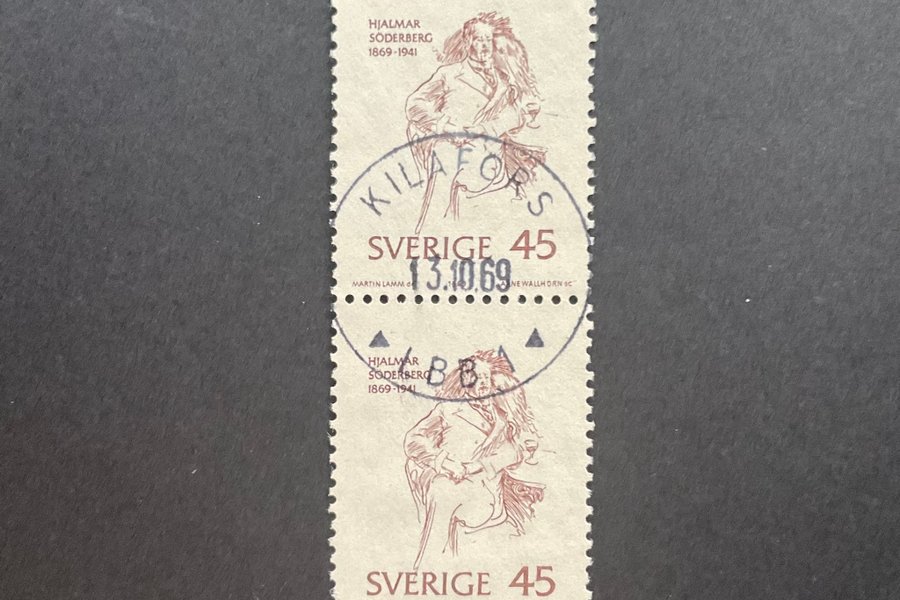 HJALMAR
SÖDERBERG
1869-1941
KILAFORS
SVERIGE 45
13.10.69
MARTIN LAMM WALLHORN SC
LBB A
HJALMAR
SÖDERBERG
1869-1941
SVERIGE 45